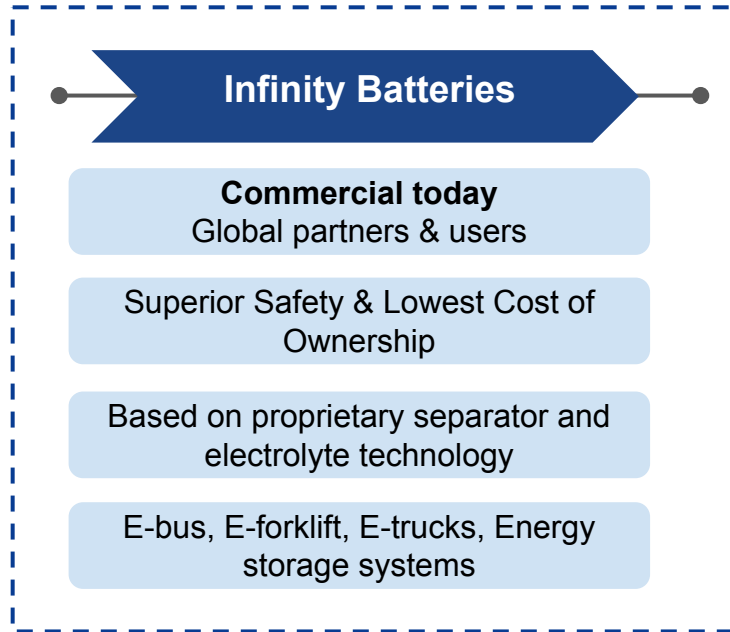 Infinity Batteries
Commercial today
Global partners & users
Superior Safety & Lowest Cost of
Ownership
Based on proprietary separator and
electrolyte technology
E-bus, E-forklift, E-trucks, Energy
storage systems